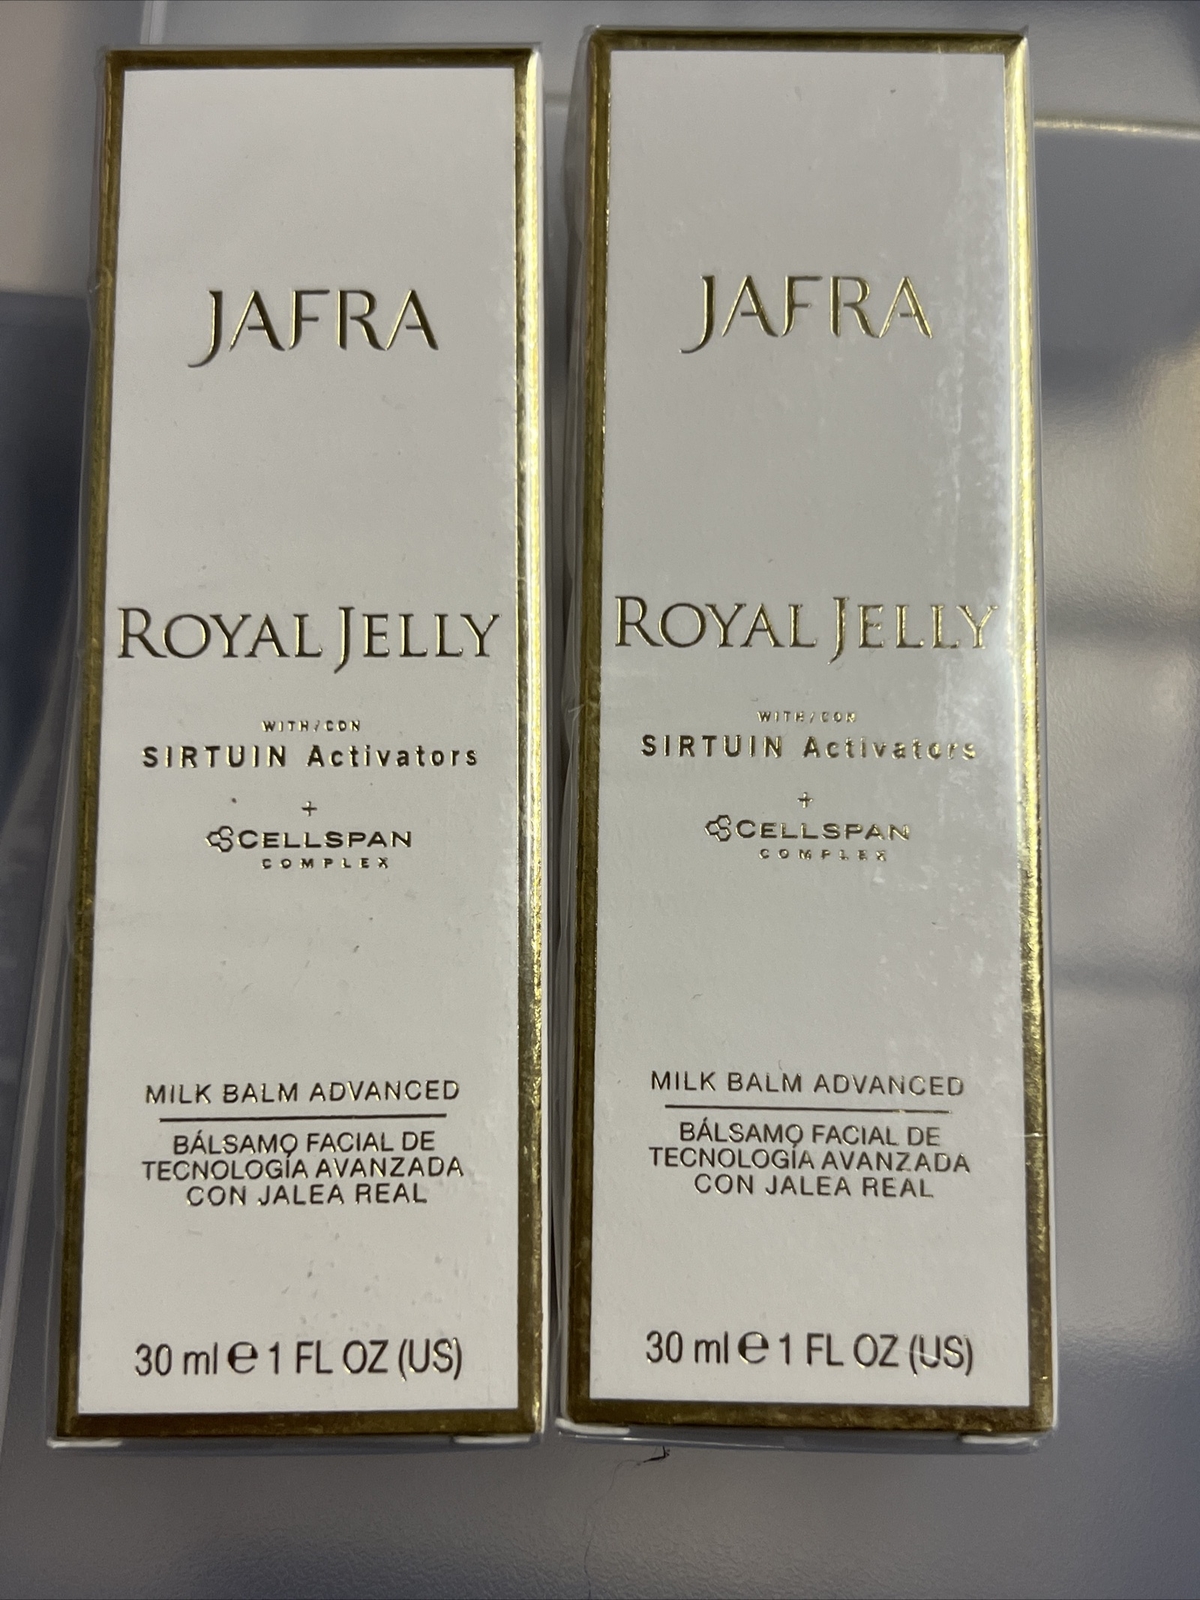 JAFRA
ROYAL JELLY
WITH/CON
SIRTUIN Activators
+
CELLSPAN
COMPLEX
MILK BALM ADVANCED
BÁLSAMO FACIAL DE
TECNOLOGÍA AVANZADA
CON JALEA REAL
30 ml ℮ 1 FL OZ (US)
JAFRA
ROYAL JELLY
WITH/CON
SIRTUIN Activators
+
CELLSPAN
COMPLEX
MILK BALM ADVANCED
BÁLSAMO FACIAL DE
TECNOLOGÍA AVANZADA
CON JALEA REAL
30 ml ℮ 1 FL OZ (US)